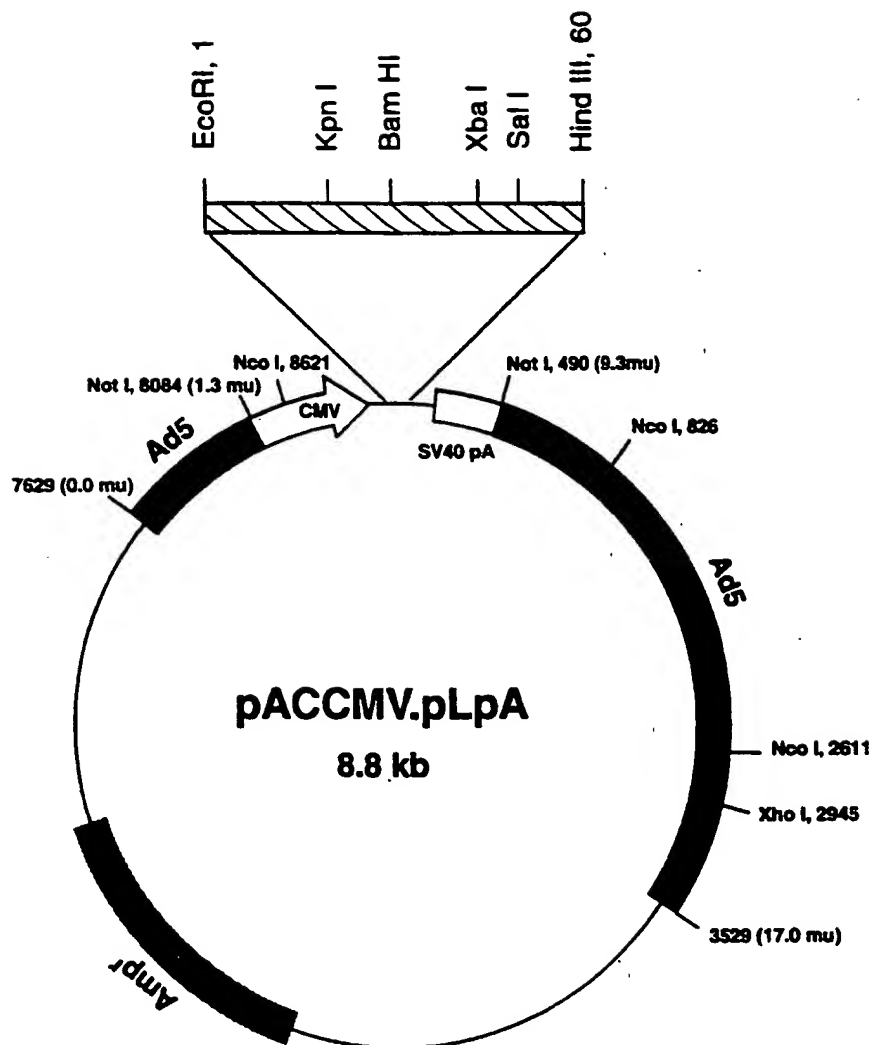 EcoRI, 1
Kpn I
Bam HI
Xba I
Sal I
Hind III, 60
Nco I, 8621
Not I, 8084 (1.3 mu)
Not I, 490 (9.3mu)
CMV
SV40 pA
Nco I, 826
Ad5
7629 (0.0 mu)
Ad5
pACCMV.pLpA
8.8 kb
Nco I, 2611
Xho I, 2945
3529 (17.0 mu)
Ampʳ